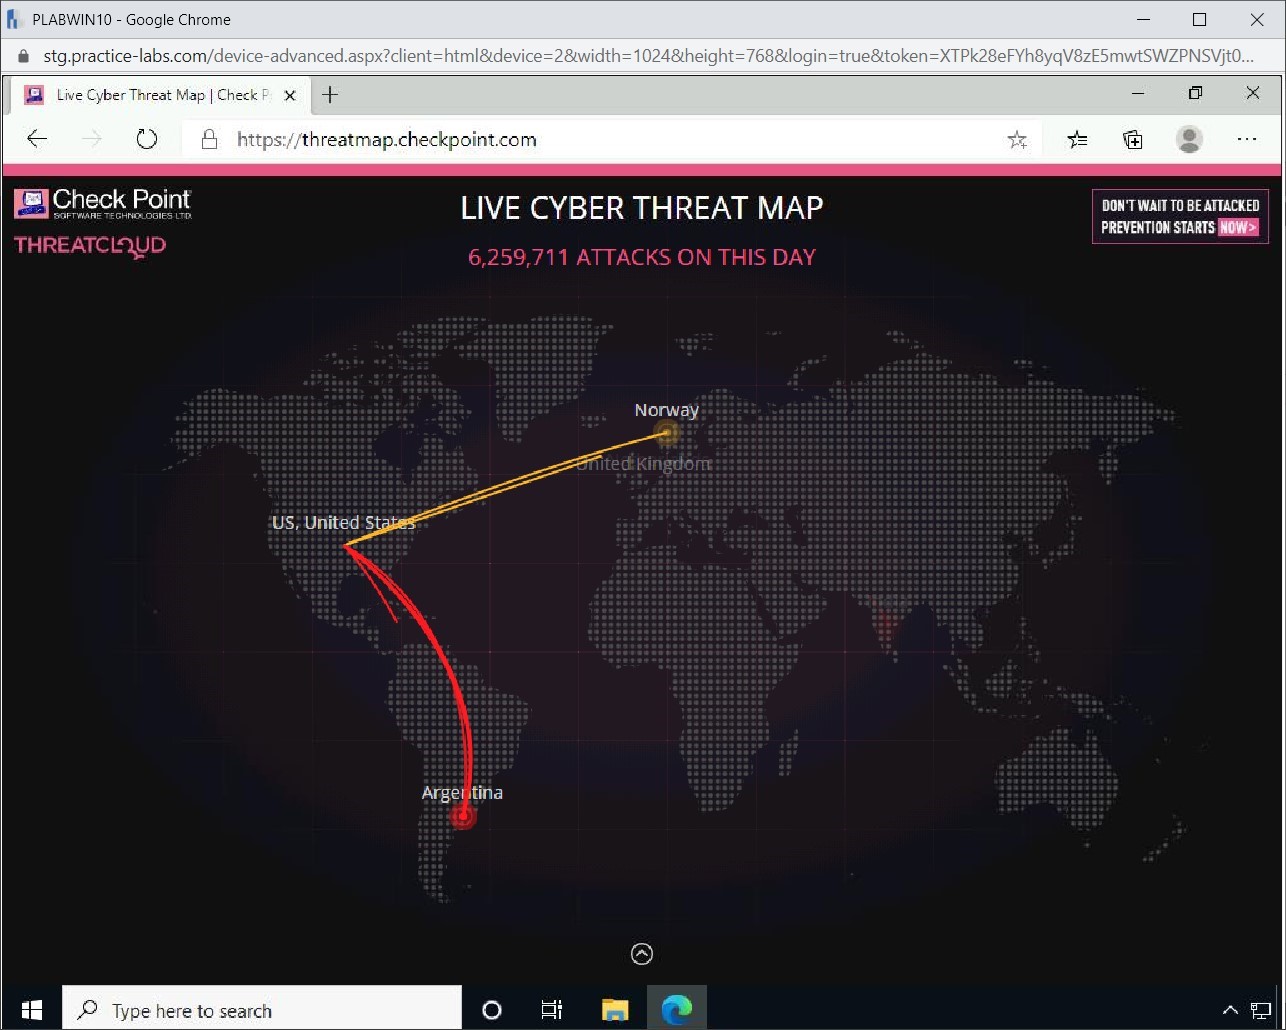 PLABWIN10 - Google Chrome
stg.practice-labs.com/device-advanced.aspx?client=html&device=2&width=1024&height=768&login=true&token=XTPk28eFYh8yqV8zE5mwtSWZPNSVjt0...
Live Cyber Threat Map | Check P
https://threatmap.checkpoint.com
Check Point
SOFTWARE TECHNOLOGIES LTD.
THREATCLOUD
LIVE CYBER THREAT MAP
6,259,711 ATTACKS ON THIS DAY
DON'T WAIT TO BE ATTACKED
PREVENTION STARTS NOW>
Norway
United Kingdom
US, United States
Argentina
Type here to search